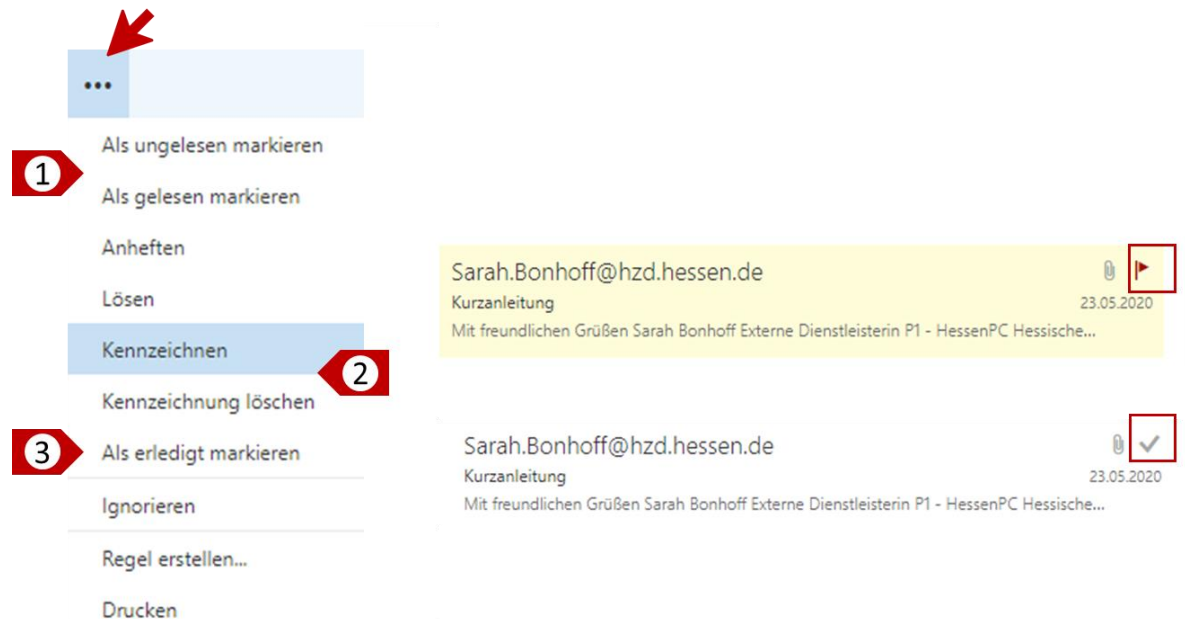 •••
Als ungelesen markieren
1
Als gelesen markieren
Anheften
Lösen
Kennzeichnen
2
Kennzeichnung löschen
3
Als erledigt markieren
Ignorieren
Regel erstellen...
Drucken
Sarah.Bonhoff@hzd.hessen.de
Kurzanleitung 23.05.2020
Mit freundlichen Grüßen Sarah Bonhoff Externe Dienstleisterin P1 - HessenPC Hessische...
Sarah.Bonhoff@hzd.hessen.de
Kurzanleitung 23.05.2020
Mit freundlichen Grüßen Sarah Bonhoff Externe Dienstleisterin P1 - HessenPC Hessische...